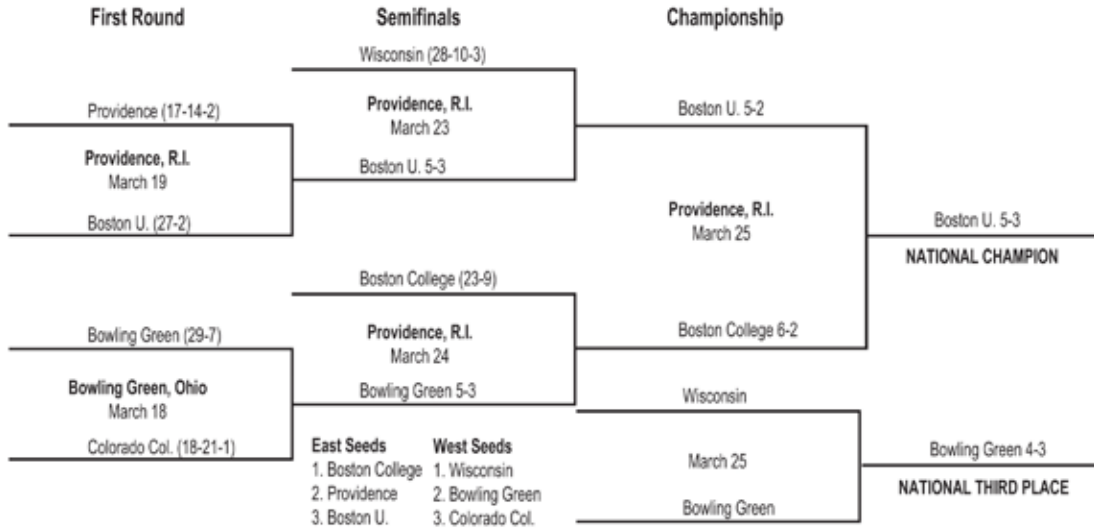 First Round
Semifinals
Championship
Wisconsin (28-10-3)
Providence (17-14-2)
Providence, R.I.
March 23
Boston U. 5-2
Providence, R.I.
March 19
Boston U. 5-3
Boston U. (27-2)
Providence, R.I.
March 25
Boston U. 5-3
NATIONAL CHAMPION
Boston College (23-9)
Bowling Green (29-7)
Providence, R.I.
March 24
Boston College 6-2
Bowling Green, Ohio
March 18
Bowling Green 5-3
Wisconsin
Colorado Col. (18-21-1)
East Seeds
1. Boston College
2. Providence
3. Boston U.
West Seeds
1. Wisconsin
2. Bowling Green
3. Colorado Col.
March 25
Bowling Green
Bowling Green 4-3
NATIONAL THIRD PLACE